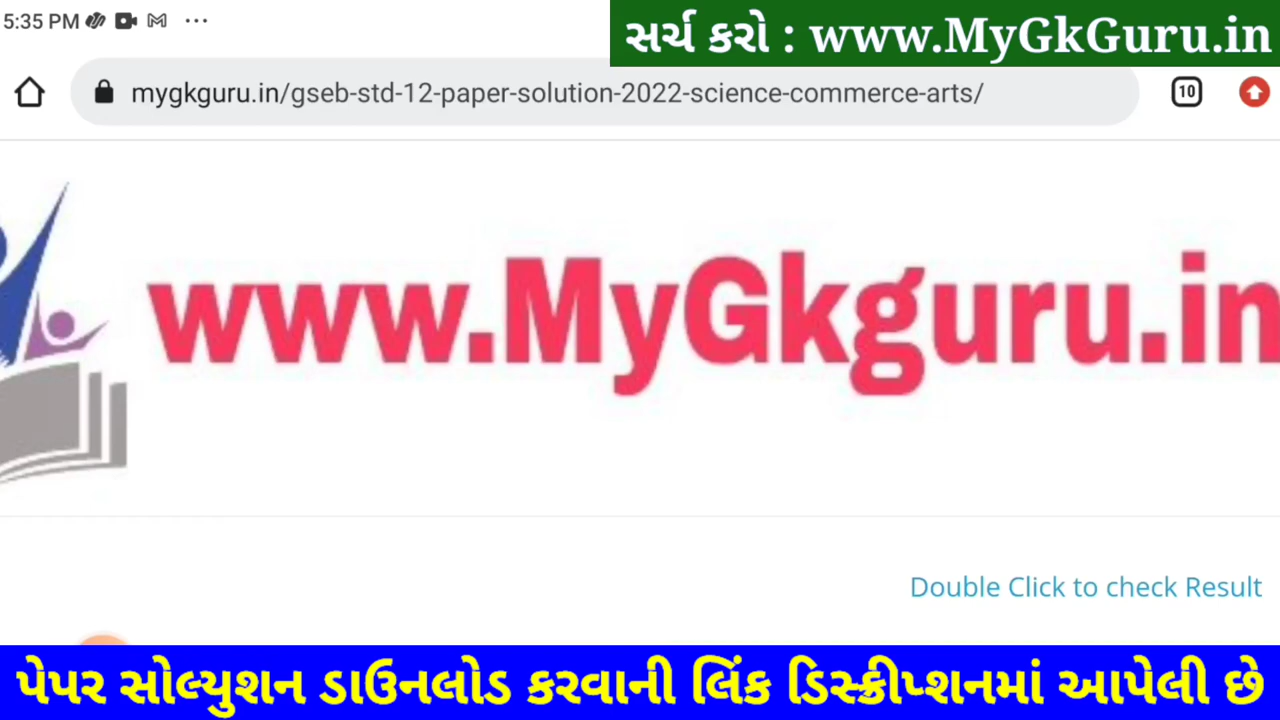 5:35 PM
સર્ચ કરો : www.MyGkGuru.in
mygkguru.in/gseb-std-12-paper-solution-2022-science-commerce-arts/
10
www.MyGkguru.in
Double Click to check Result
પેપર સોલ્યુશન ડાઉનલોડ કરવાની લિંક ડિસ્ક્રીપ્શનમાં આપેલી છે